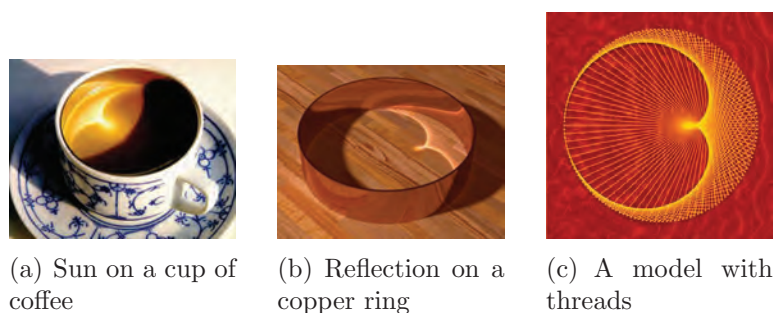 (a) Sun on a cup of
coffee
(b) Reflection on a
copper ring
(c) A model with
threads